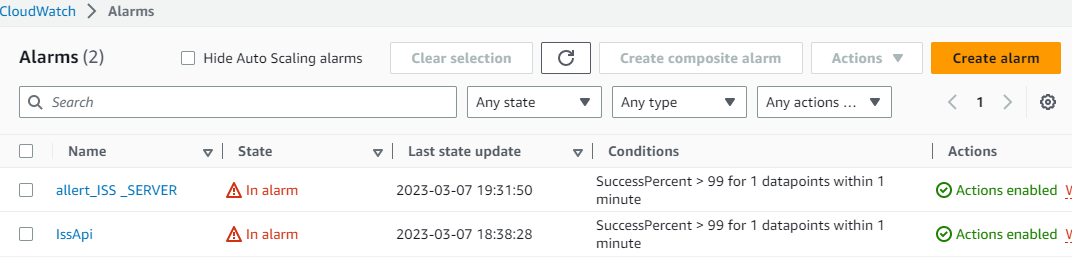 CloudWatch > Alarms
Alarms (2) Hide Auto Scaling alarms Clear selection Create composite alarm Actions Create alarm
Search Any state Any type Any actions ... 1
Name State Last state update Conditions Actions
allert_ISS _SERVER In alarm 2023-03-07 19:31:50 SuccessPercent > 99 for 1 datapoints within 1 minute Actions enabled
IssApi In alarm 2023-03-07 18:38:28 SuccessPercent > 99 for 1 datapoints within 1 minute Actions enabled